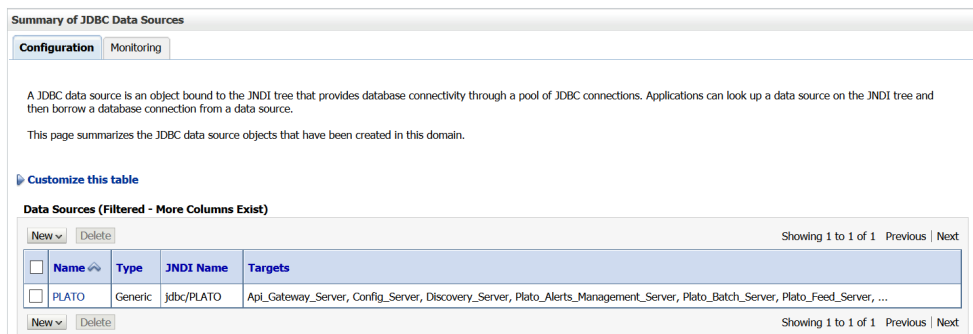 Summary of JDBC Data Sources
Configuration Monitoring
A JDBC data source is an object bound to the JNDI tree that provides database connectivity through a pool of JDBC connections. Applications can look up a data source on the JNDI tree and
then borrow a database connection from a data source.
This page summarizes the JDBC data source objects that have been created in this domain.
Customize this table
Data Sources (Filtered - More Columns Exist)
New Delete Showing 1 to 1 of 1 Previous | Next
Name Type JNDI Name Targets
PLATO Generic jdbc/PLATO Api_Gateway_Server, Config_Server, Discovery_Server, Plato_Alerts_Management_Server, Plato_Batch_Server, Plato_Feed_Server, ...
New Delete Showing 1 to 1 of 1 Previous | Next